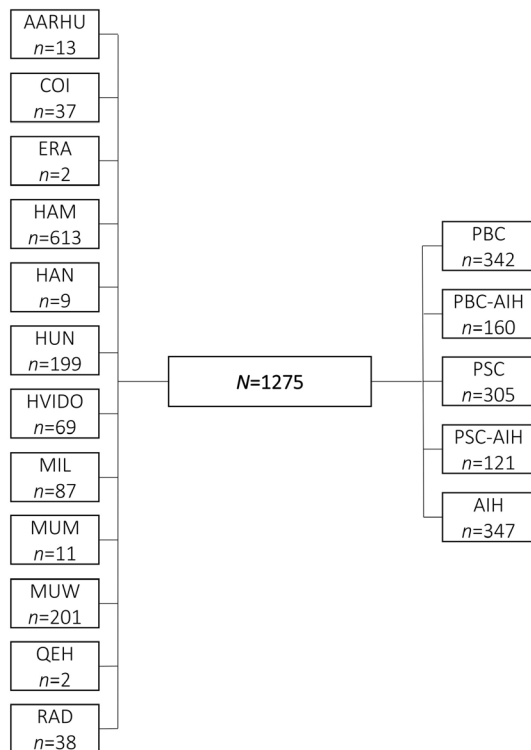 AARHU
n=13
COI
n=37
ERA
n=2
HAM
n=613
HAN
n=9
HUN
n=199
HVIDO
n=69
MIL
n=87
MUM
n=11
MUW
n=201
QEH
n=2
RAD
n=38
N=1275
PBC
n=342
PBC-AIH
n=160
PSC
n=305
PSC-AIH
n=121
AIH
n=347